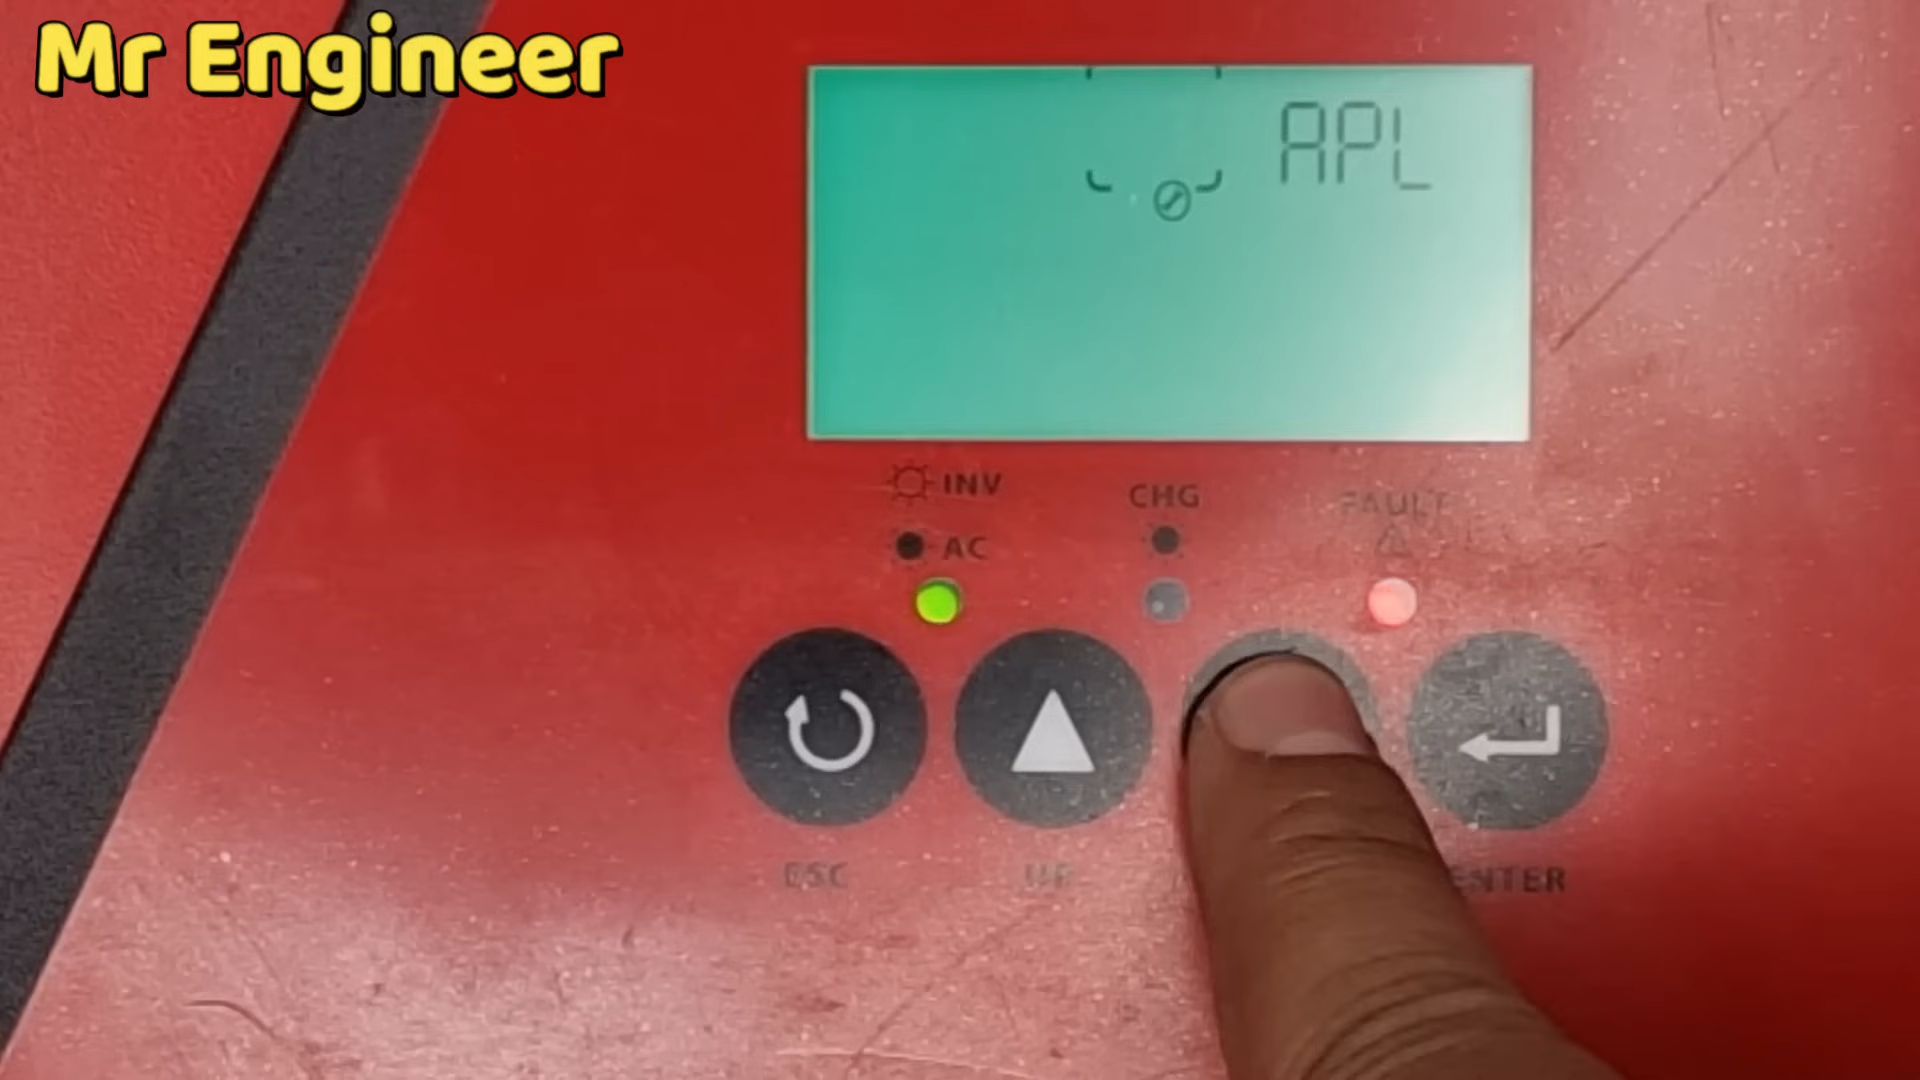 Mr Engineer
APL
INV
CHG
FAULT
AC
ESC
UP
ENTER